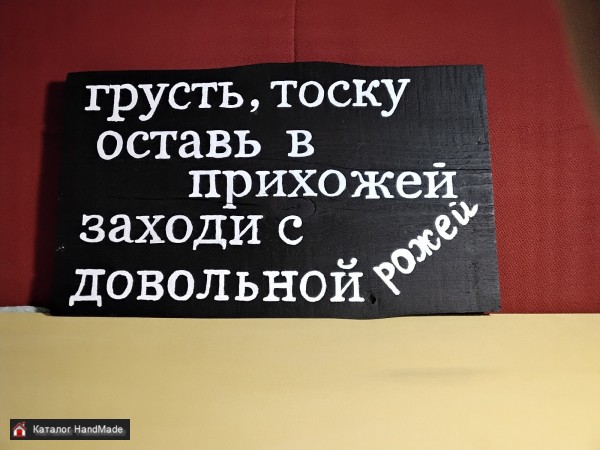 грусть, тоску
оставь в
прихожей
заходи с
довольной рожей
Каталог HandMade